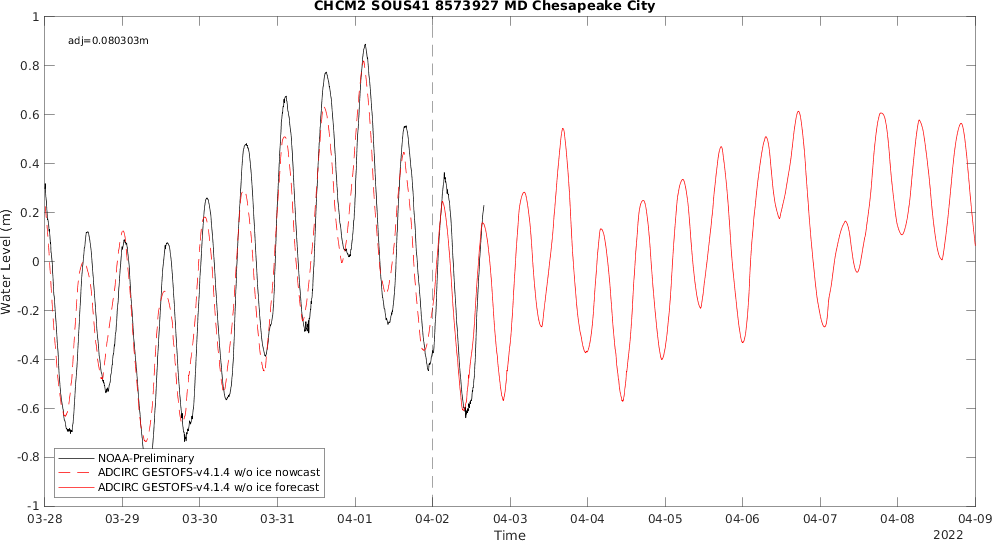 CHCM2 SOUS41 8573927 MD Chesapeake City
adj=0.080303m
1
0.8
0.6
0.4
0.2
0
-0.2
-0.4
-0.6
-0.8
-1
Water Level (m)
NOAA-Preliminary
ADCIRC GESTOFS-v4.1.4 w/o ice nowcast
ADCIRC GESTOFS-v4.1.4 w/o ice forecast
03-28 03-29 03-30 03-31 04-01 04-02 04-03 04-04 04-05 04-06 04-07 04-08 04-09
Time
2022